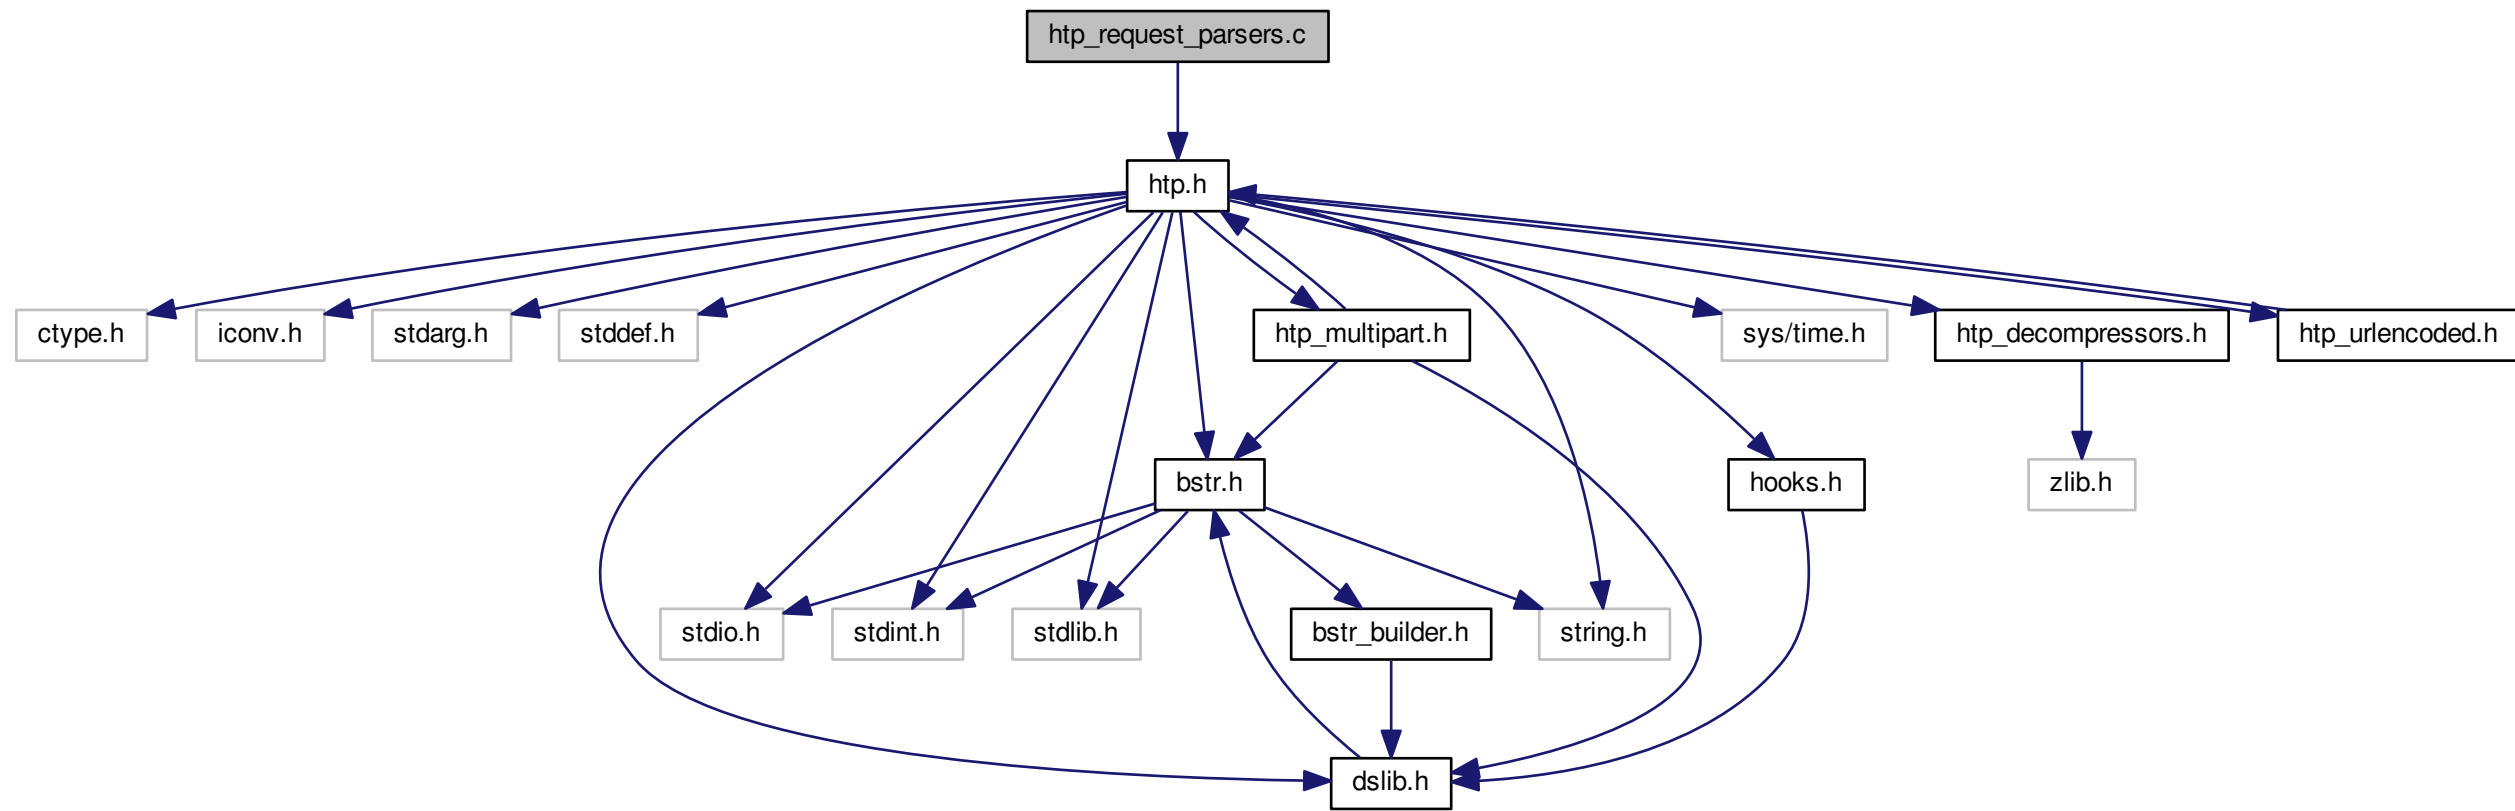 htp_request_parsers.c
htp.h
ctype.h
iconv.h
stdarg.h
stddef.h
htp_multipart.h
sys/time.h
htp_decompressors.h
htp_urlencoded.h
bstr.h
hooks.h
zlib.h
stdio.h
stdint.h
stdlib.h
bstr_builder.h
string.h
dslib.h